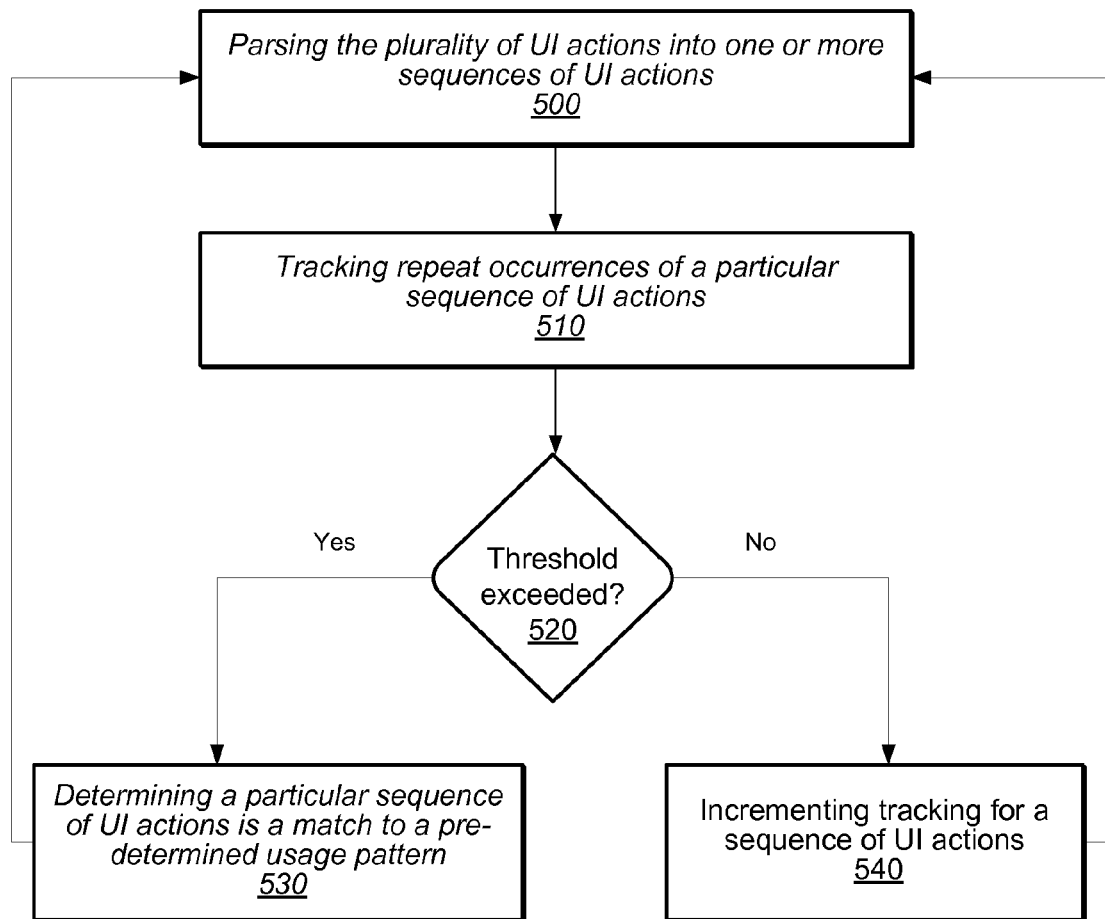 Parsing the plurality of UI actions into one or more
sequences of UI actions
500
Tracking repeat occurrences of a particular
sequence of UI actions
510
Yes
No
Threshold
exceeded?
520
Determining a particular sequence
of UI actions is a match to a pre-
determined usage pattern
530
Incrementing tracking for a
sequence of UI actions
540